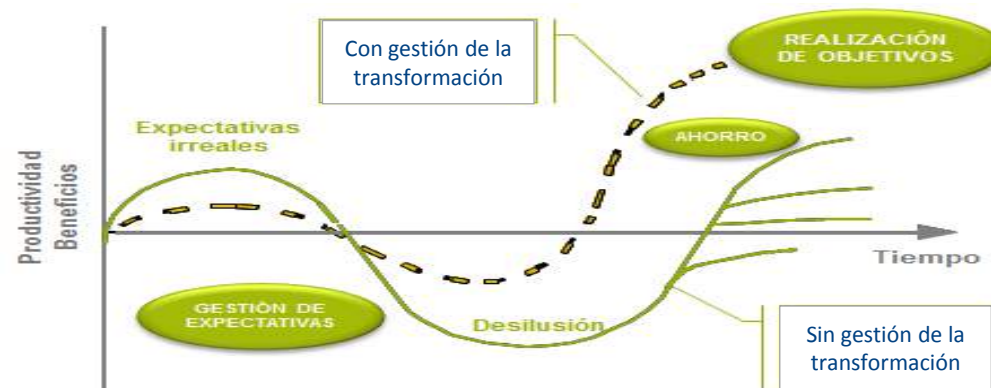 Con gestión de la
transformación
REALIZACIÓN
DE OBJETIVOS
Expectativas
irreales
AHORRO
Productividad
Beneficios
Tiempo
GESTIÓN DE
EXPECTATIVAS
Desilusión
Sin gestión de la
transformación